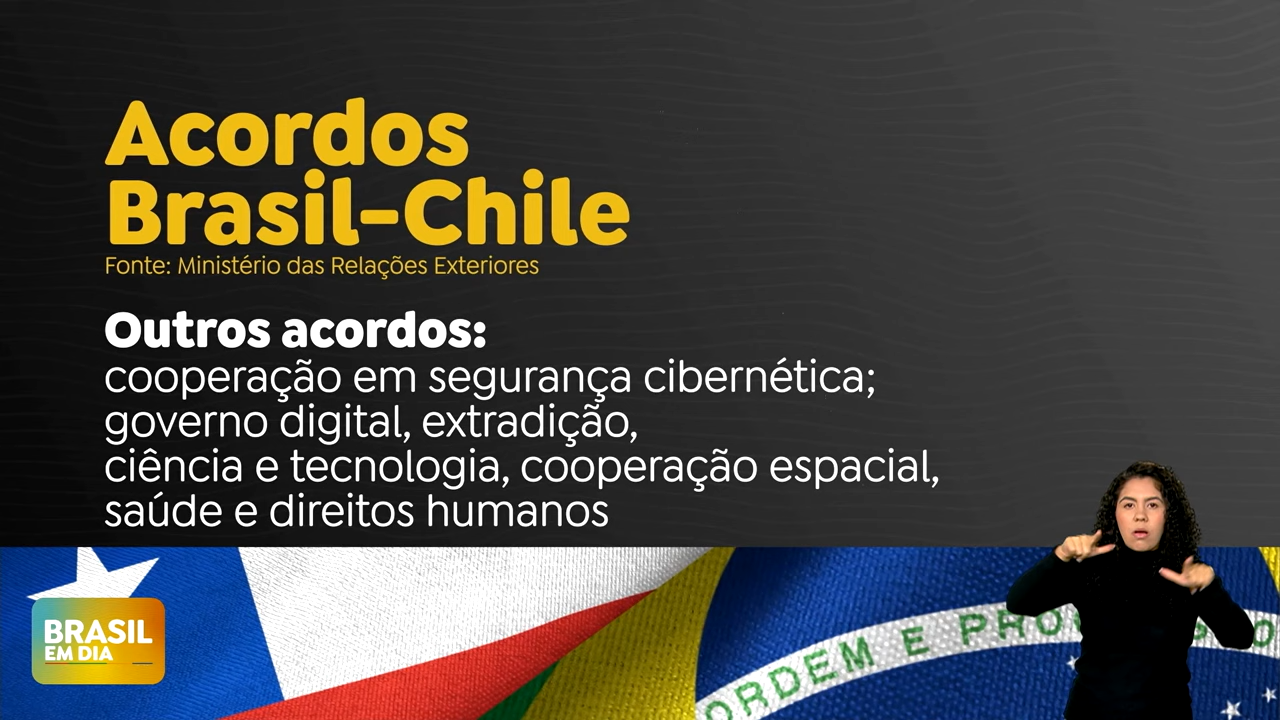 Acordos
Brasil-Chile
Fonte: Ministério das Relações Exteriores
Outros acordos:
cooperação em segurança cibernética;
governo digital, extradição,
ciência e tecnologia, cooperação espacial,
saúde e direitos humanos
BRASIL
EM DIA
ORDEM E